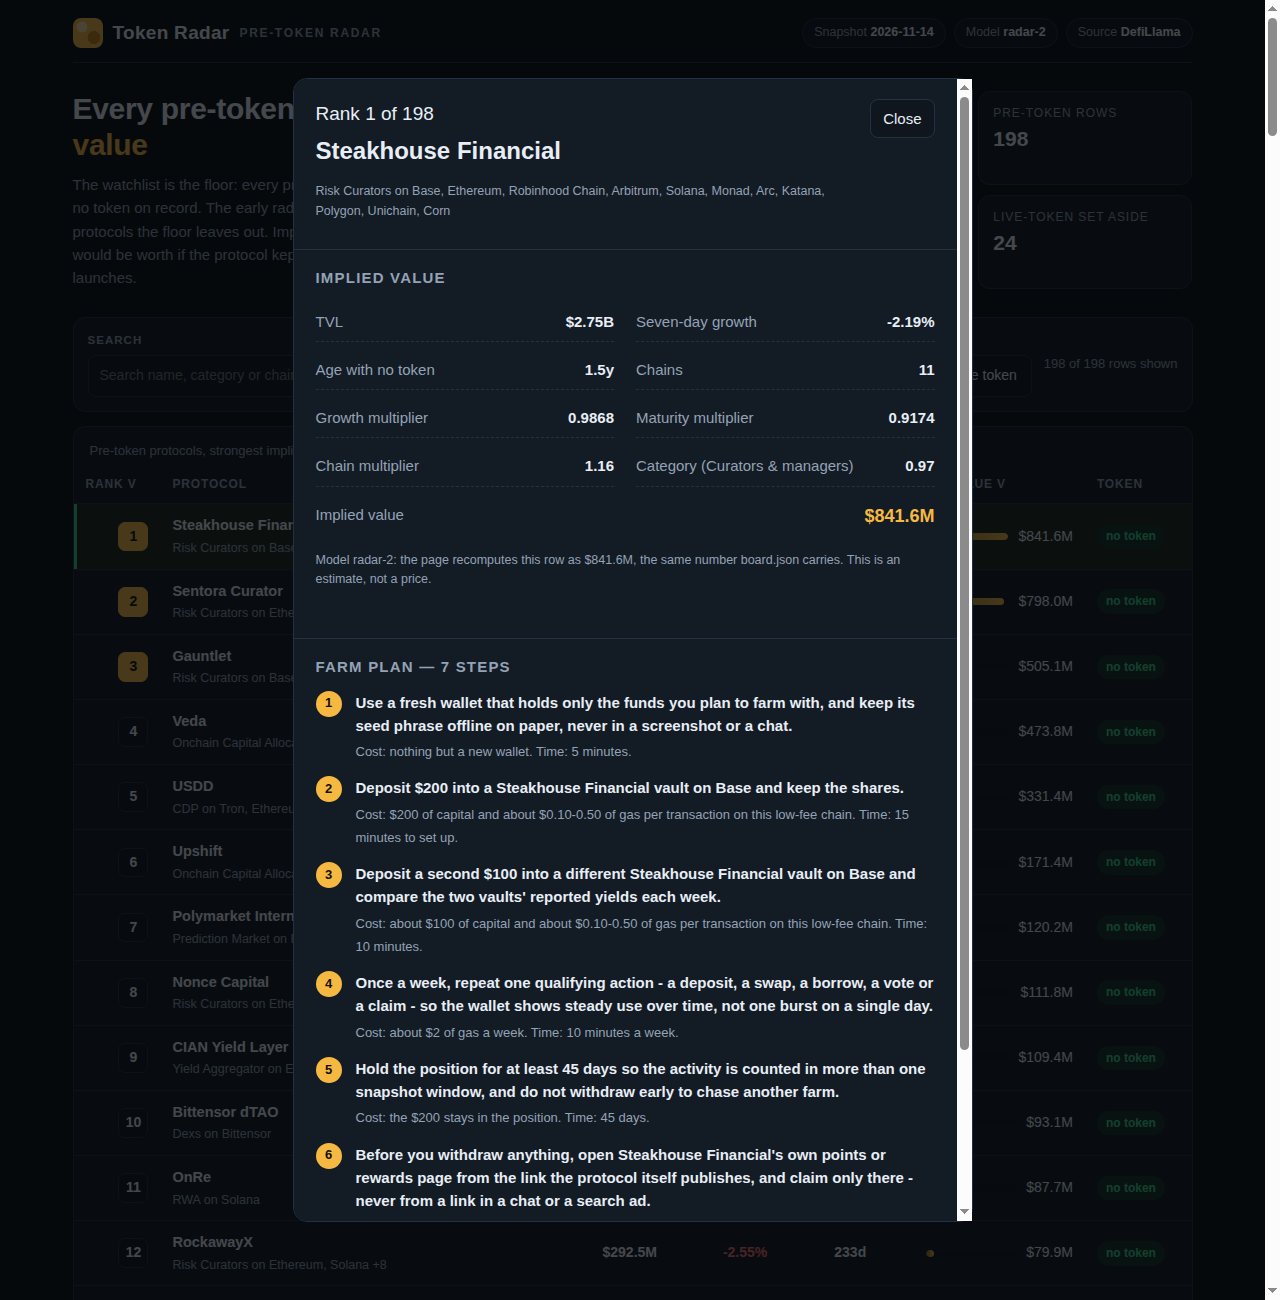 Token Radar PRE-TOKEN RADAR
Snapshot 2026-11-14
Model radar-2
Source DefiLlama
Every pre-token
value
The watchlist is the floor: every pr
no token on record. The early rad
protocols the floor leaves out. Imp
would be worth if the protocol kep
launches.
PRE-TOKEN ROWS
198
LIVE-TOKEN SET ASIDE
24
SEARCH
Search name, category or chain
e token
198 of 198 rows shown
Pre-token protocols, strongest impli
RANK V PROTOCOL UE V TOKEN
1 Steakhouse Finan $841.6M no token
Risk Curators on Base
2 Sentora Curator $798.0M no token
Risk Curators on Ethe
3 Gauntlet $505.1M no token
Risk Curators on Base
4 Veda $473.8M no token
Onchain Capital Alloca
5 USDD $331.4M no token
CDP on Tron, Ethereu
6 Upshift $171.4M no token
Onchain Capital Alloca
7 Polymarket Intern $120.2M no token
Prediction Market on
8 Nonce Capital $111.8M no token
Risk Curators on Ethe
9 CIAN Yield Layer $109.4M no token
Yield Aggregator on E
10 Bittensor dTAO $93.1M no token
Dexs on Bittensor
11 OnRe $87.7M no token
RWA on Solana
12 RockawayX $292.5M -2.55% 233d $79.9M no token
Risk Curators on Ethereum, Solana +8
Rank 1 of 198
Close
Steakhouse Financial
Risk Curators on Base, Ethereum, Robinhood Chain, Arbitrum, Solana, Monad, Arc, Katana,
Polygon, Unichain, Corn
IMPLIED VALUE
TVL $2.75B Seven-day growth -2.19%
Age with no token 1.5y Chains 11
Growth multiplier 0.9868 Maturity multiplier 0.9174
Chain multiplier 1.16 Category (Curators & managers) 0.97
Implied value $841.6M
Model radar-2: the page recomputes this row as $841.6M, the same number board.json carries. This is an
estimate, not a price.
FARM PLAN — 7 STEPS
1 Use a fresh wallet that holds only the funds you plan to farm with, and keep its
seed phrase offline on paper, never in a screenshot or a chat.
Cost: nothing but a new wallet. Time: 5 minutes.
2 Deposit $200 into a Steakhouse Financial vault on Base and keep the shares.
Cost: $200 of capital and about $0.10-0.50 of gas per transaction on this low-fee chain. Time: 15
minutes to set up.
3 Deposit a second $100 into a different Steakhouse Financial vault on Base and
compare the two vaults' reported yields each week.
Cost: about $100 of capital and about $0.10-0.50 of gas per transaction on this low-fee chain. Time:
10 minutes.
4 Once a week, repeat one qualifying action - a deposit, a swap, a borrow, a vote or
a claim - so the wallet shows steady use over time, not one burst on a single day.
Cost: about $2 of gas a week. Time: 10 minutes a week.
5 Hold the position for at least 45 days so the activity is counted in more than one
snapshot window, and do not withdraw early to chase another farm.
Cost: the $200 stays in the position. Time: 45 days.
6 Before you withdraw anything, open Steakhouse Financial's own points or
rewards page from the link the protocol itself publishes, and claim only there -
never from a link in a chat or a search ad.